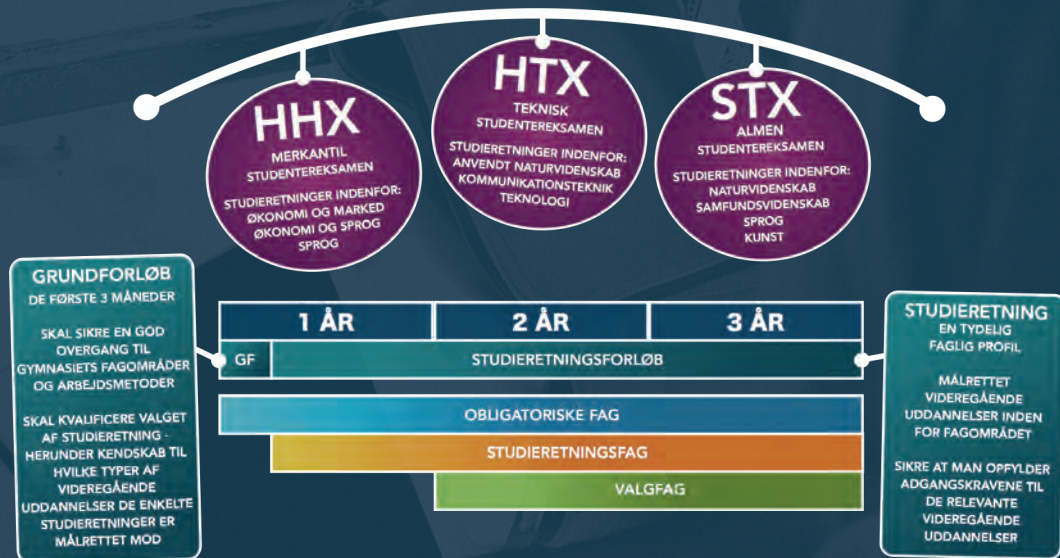 HHX
MERKANTIL
STUDENTEREKSAMEN
STUDIERETNINGER INDENFOR:
ØKONOMI OG MARKED
ØKONOMI OG SPROG
SPROG
HTX
TEKNISK
STUDENTEREKSAMEN
STUDIERETNINGER INDENFOR:
ANVENDT NATURVIDENSKAB
KOMMUNIKATIONSTEKNIK
TEKNOLOGI
STX
ALMEN
STUDENTEREKSAMEN
STUDIERETNINGER INDENFOR:
NATURVIDENSKAB
SAMFUNDSVIDENSKAB
SPROG
KUNST
GRUNDFORLØB
DE FØRSTE 3 MÅNEDER
SKAL SIKRE EN GOD
OVERGANG TIL
GYMNASIETS FAGOMRÅDER
OG ARBEJDSMETODER
SKAL KVALIFICERE VALGET
AF STUDIERETNING -
HERUNDER KENDSKAB TIL
HVILKE TYPER AF
VIDEREGÅENDE
UDDANNELSER DE ENKELTE
STUDIERETNINGER ER
MÅLRETTET MOD
1 ÅR
2 ÅR
3 ÅR
GF
STUDIERETNINGSFORLØB
OBLIGATORISKE FAG
STUDIERETNINGSFAG
VALGFAG
STUDIERETNING
EN TYDELIG
FAGLIG PROFIL
MÅLRETTET
VIDEREGÅENDE
UDDANNELSER INDEN
FOR FAGOMRÅDET
SIKRE AT MAN OPFYLDER
ADGANGSKRAVENE TIL
DE RELEVANTE
VIDEREGÅENDE
UDDANNELSER